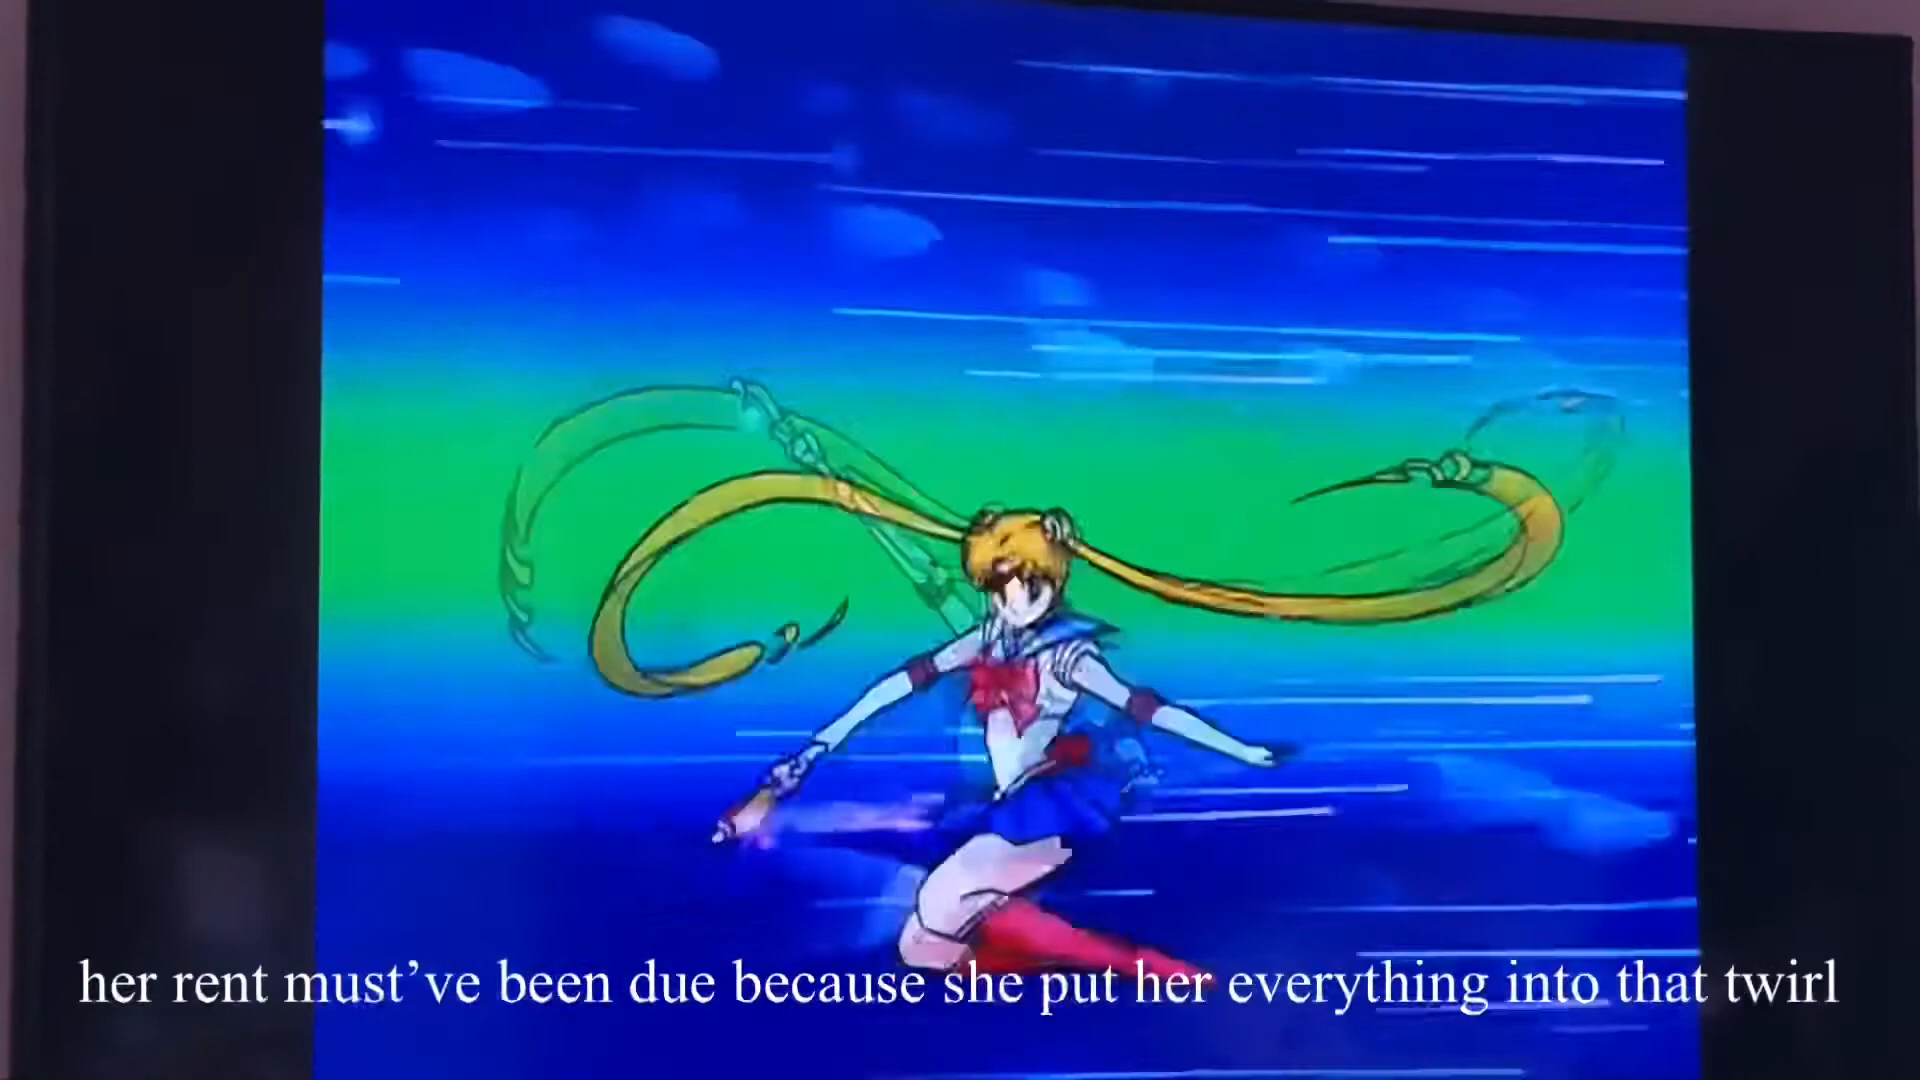 her rent must’ve been due because she put her everything into that twirl